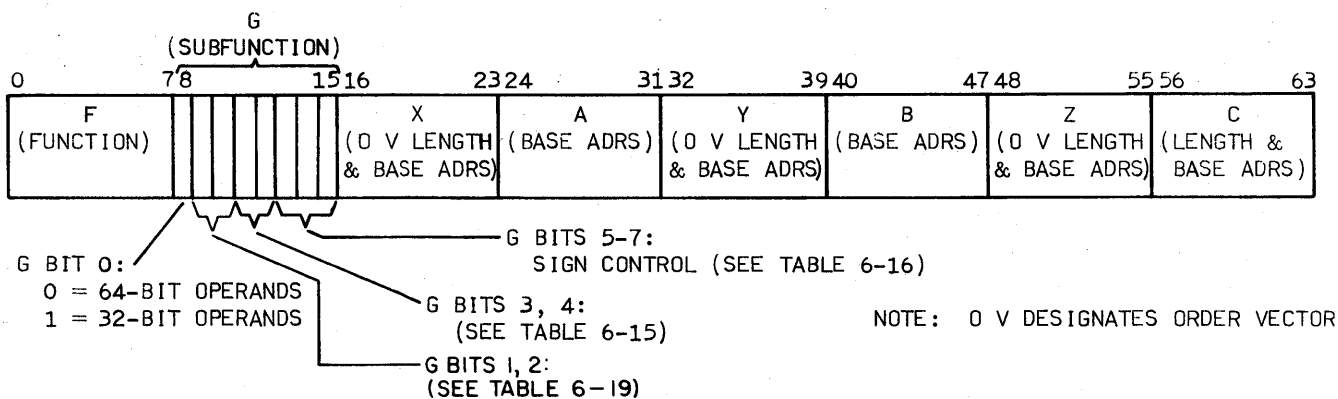 G
(SUBFUNCTION)
0 7 8 15 16 23 24 31 32 39 40 47 48 55 56 63
F X A Y B Z C
(FUNCTION) (O V LENGTH (BASE ADRS) (O V LENGTH (BASE ADRS) (O V LENGTH (LENGTH &
& BASE ADRS) & BASE ADRS) & BASE ADRS) BASE ADRS)
G BITS 5-7:
SIGN CONTROL (SEE TABLE 6-16)
G BIT 0:
0 = 64-BIT OPERANDS
1 = 32-BIT OPERANDS
G BITS 3, 4:
(SEE TABLE 6-15)
NOTE: O V DESIGNATES ORDER VECTOR
G BITS 1, 2:
(SEE TABLE 6-19)